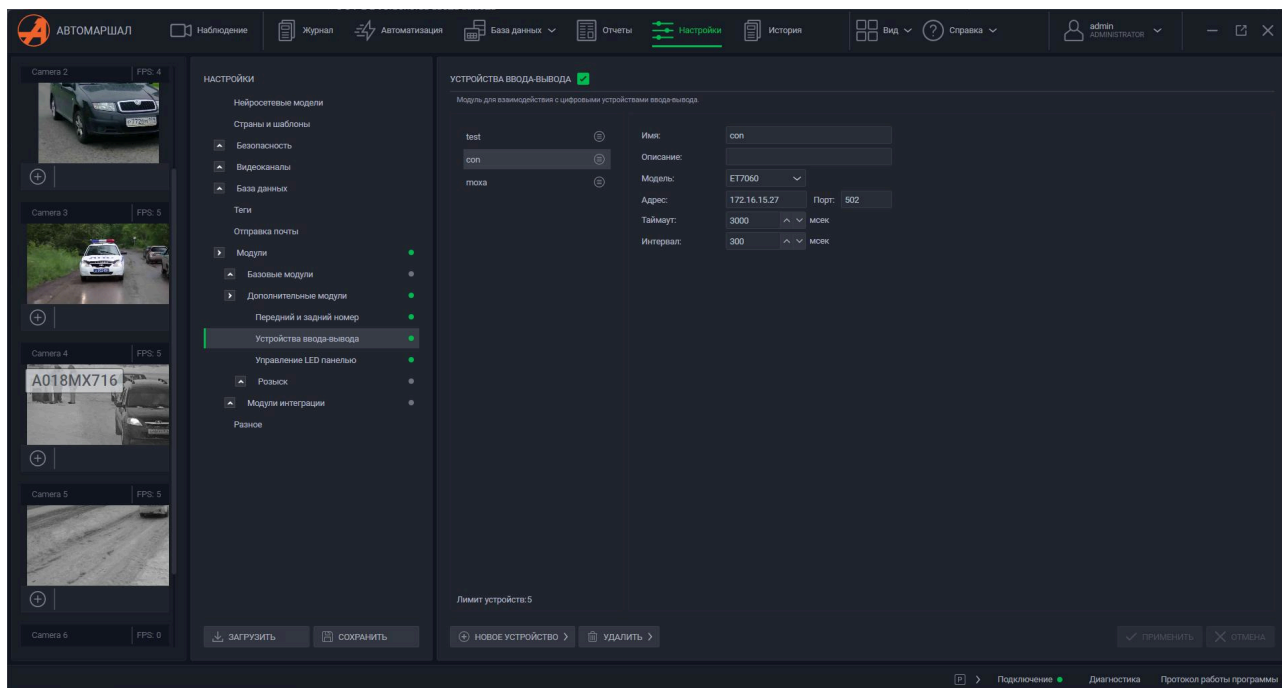 АВТОМАРШАЛ
Наблюдение
Журнал
Автоматизация
База данных
Отчеты
Настройки
История
Вид
Справка
admin
ADMINISTRATOR
Camera 2 FPS: 4
Camera 3 FPS: 5
Camera 4 FPS: 5
A018MX716
Camera 5 FPS: 5
Camera 6 FPS: 0
НАСТРОЙКИ
Нейросетевые модели
Страны и шаблоны
Безопасность
Видеоканалы
База данных
Теги
Отправка почты
Модули
Базовые модули
Дополнительные модули
Передний и задний номер
Устройства ввода-вывода
Управление LED панелью
Розыск
Модули интеграции
Разное
ЗАГРУЗИТЬ
СОХРАНИТЬ
УСТРОЙСТВА ВВОДА-ВЫВОДА
Модуль для взаимодействия с цифровыми устройствами ввода-вывода
test
con
moxa
Имя: con
Описание:
Модель: ET7060
Адрес: 172.16.15.27 Порт: 502
Таймаут: 3000 мсек
Интервал: 300 мсек
Лимит устройств:5
НОВОЕ УСТРОЙСТВО
УДАЛИТЬ
ПРИМЕНИТЬ
ОТМЕНА
P
Подключение
Диагностика
Протокол работы программы